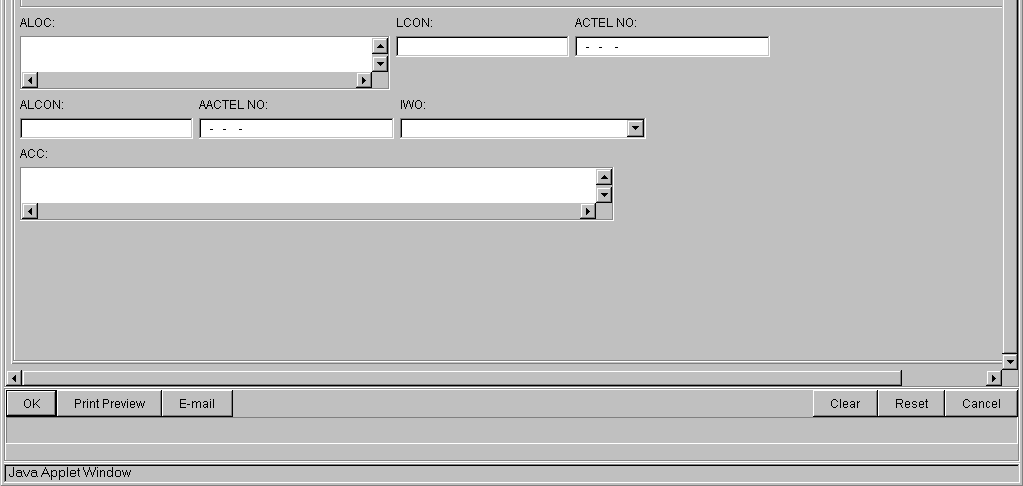 ALOC: LCON: ACTEL NO:
- - -
ALCON: AACTEL NO: IWO:
- - -
ACC:
OK Print Preview E-mail Clear Reset Cancel
Java Applet Window